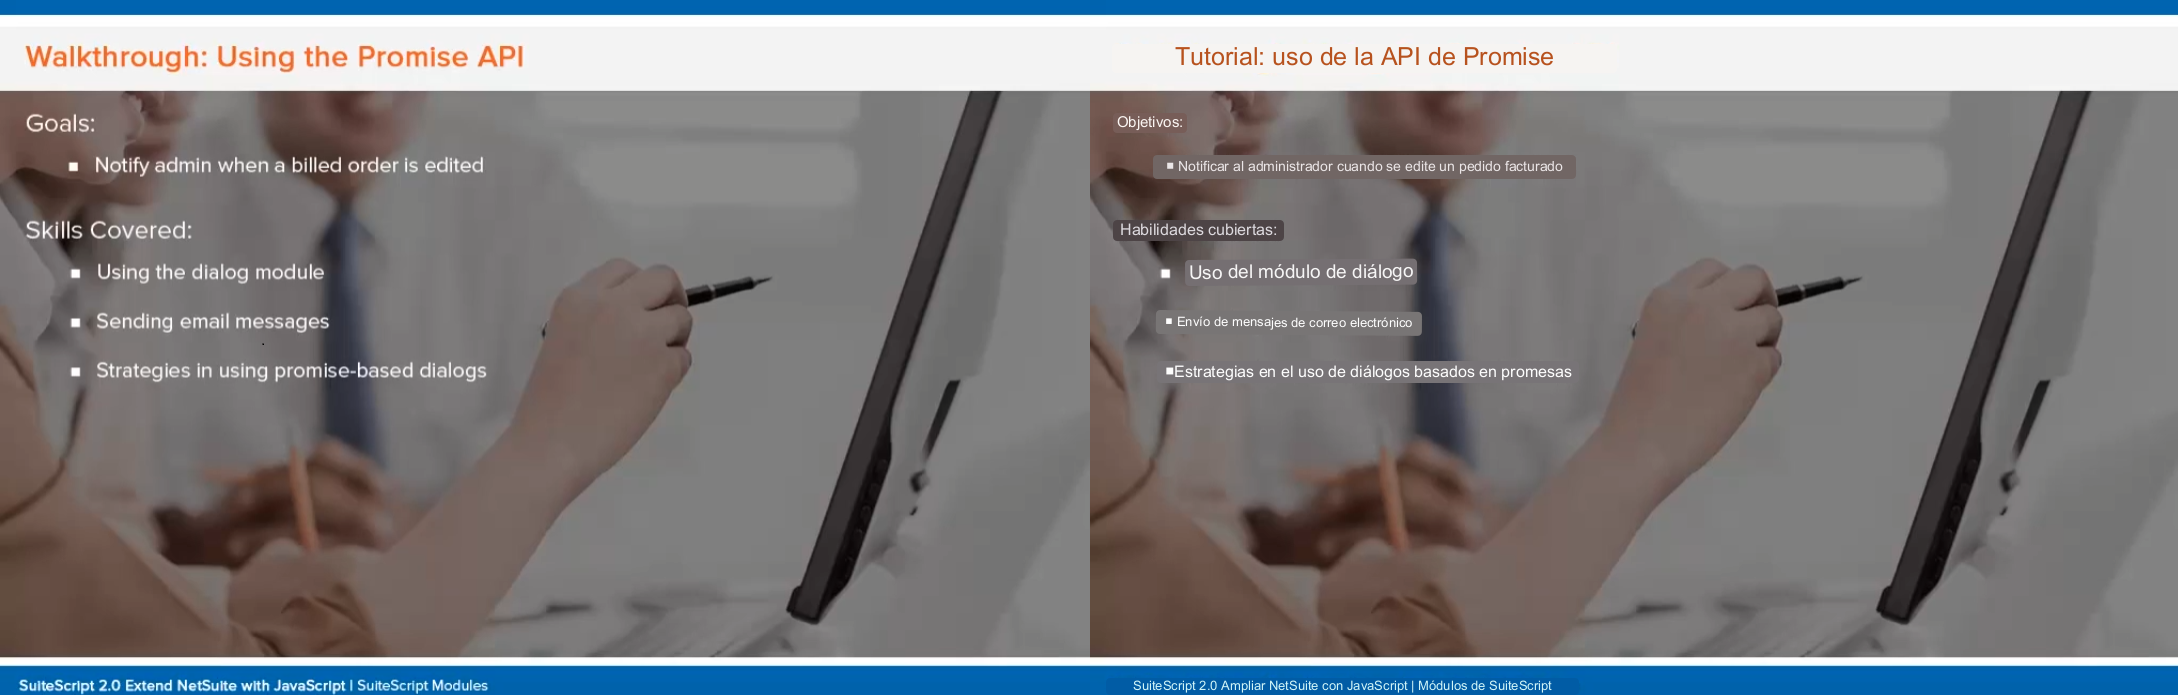 Walkthrough: Using the Promise API
Goals:
▪ Notify admin when a billed order is edited
Skills Covered:
▪ Using the dialog module
▪ Sending email messages
▪ Strategies in using promise-based dialogs
SuiteScript 2.0 Extend NetSuite with JavaScript | SuiteScript Modules
Tutorial: uso de la API de Promise
Objetivos:
▪ Notificar al administrador cuando se edite un pedido facturado
Habilidades cubiertas:
▪ Uso del módulo de diálogo
▪ Envío de mensajes de correo electrónico
▪Estrategias en el uso de diálogos basados en promesas
SuiteScript 2.0 Ampliar NetSuite con JavaScript | Módulos de SuiteScript